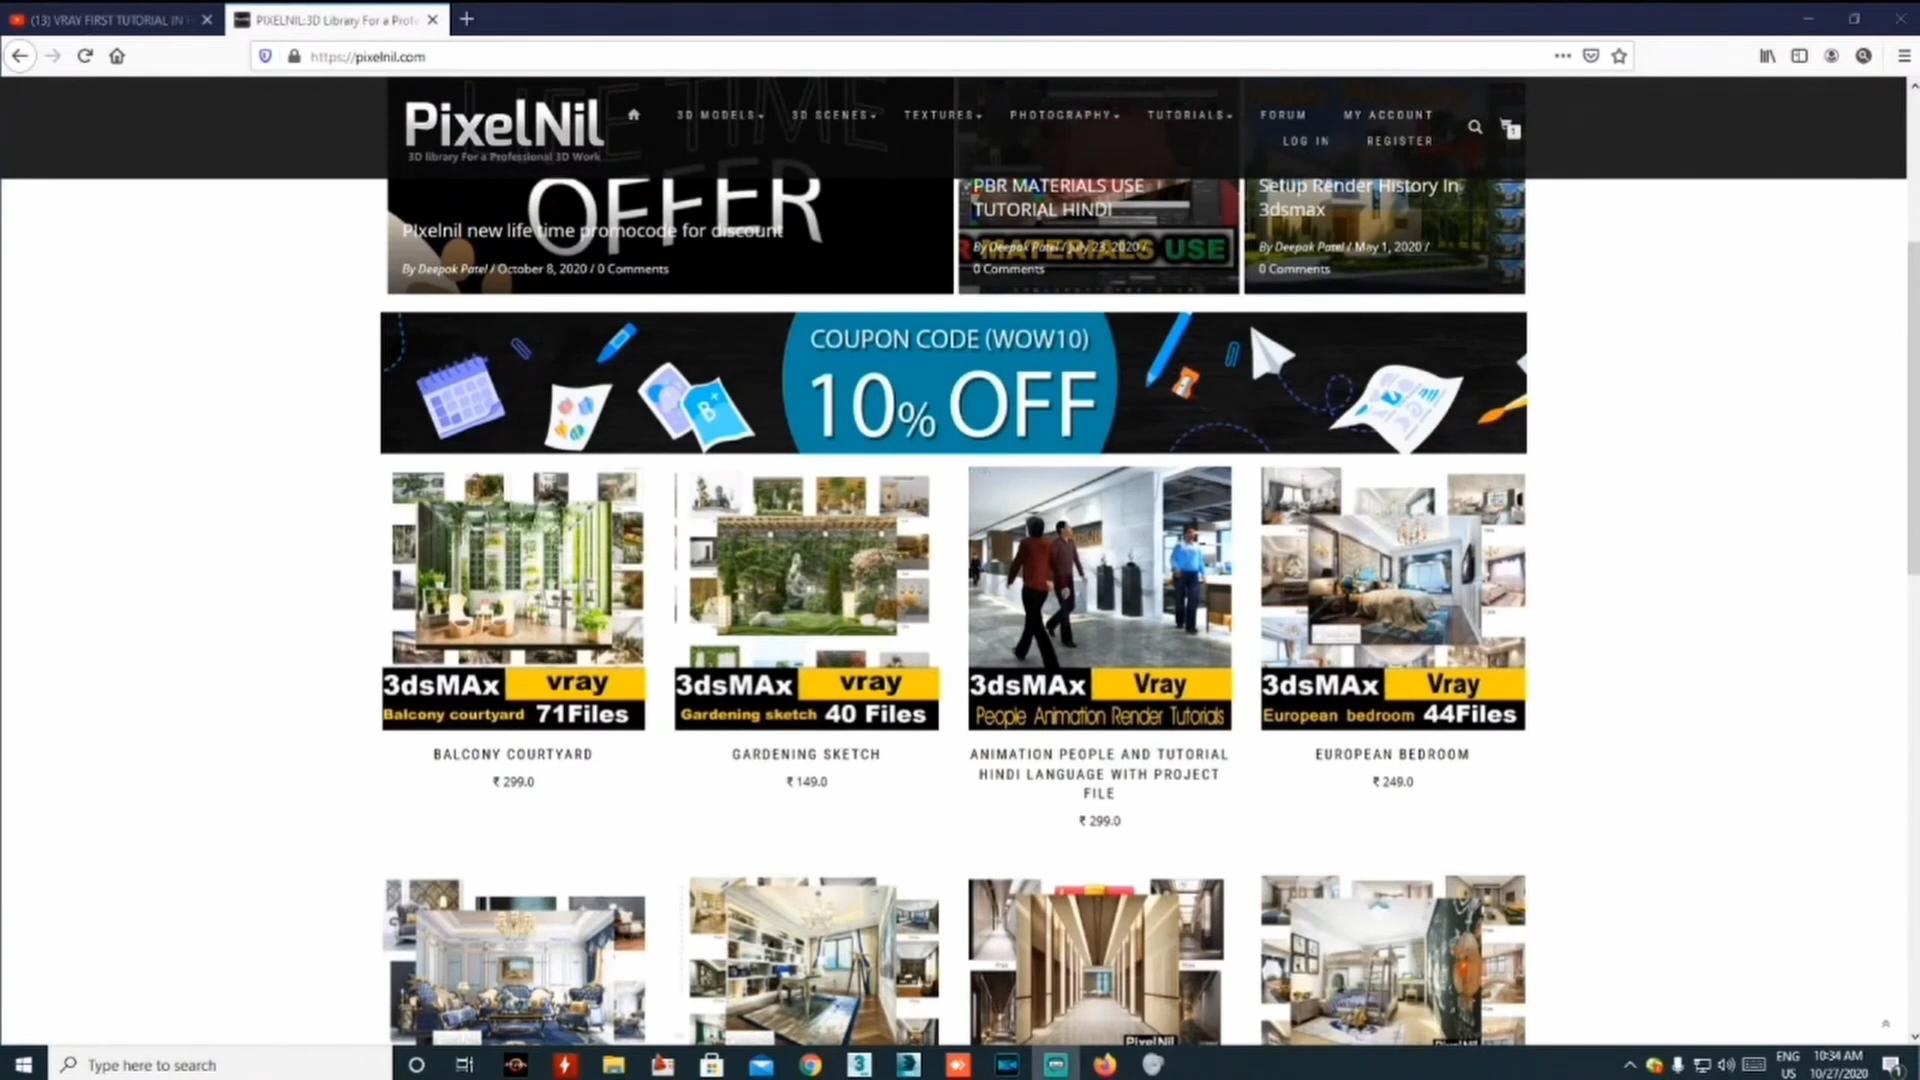 (13) VRAY FIRST TUTORIAL IN
PIXELNIL:3D Library For a Profe
https://pixelnil.com
PixelNil
3D library For a Professional 3D Work
3D MODELS
3D SCENES
TEXTURES
PHOTOGRAPHY
TUTORIALS
FORUM
MY ACCOUNT
LOG IN
REGISTER
1
LIFE TIME
OFFER
Pixelnil new life time promocode for discount
By Deepak Patel / October 8, 2020 / 0 Comments
PBR MATERIALS USE
TUTORIAL HINDI
By Deepak Patel / July 23, 2020 /
0 Comments
R MATERIALS USE
Setup Render History In
3dsmax
By Deepak Patel / May 1, 2020 /
0 Comments
COUPON CODE (WOW10)
10% OFF
B+
3dsMAx vray
Balcony courtyard 71Files
3dsMAx vray
Gardening sketch 40 Files
3dsMAx Vray
People Animation Render Tutorials
3dsMAx Vray
European bedroom 44Files
BALCONY COURTYARD
₹ 299.0
GARDENING SKETCH
₹ 149.0
ANIMATION PEOPLE AND TUTORIAL
HINDI LANGUAGE WITH PROJECT
FILE
₹ 299.0
EUROPEAN BEDROOM
₹ 249.0
PixelNil
Type here to search
ENG
US
10:34 AM
10/27/2020